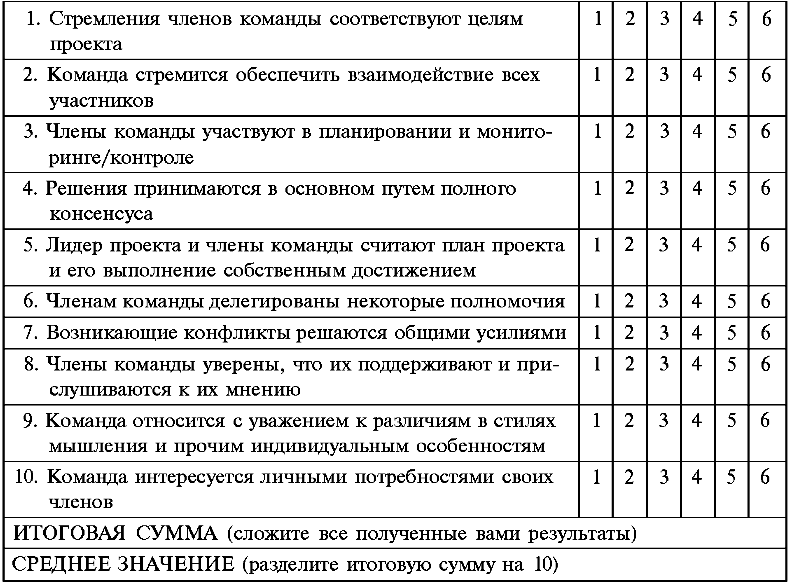 1. Стремления членов команды соответствуют целям 1 2 3 4 5 6
проекта
2. Команда стремится обеспечить взаимодействие всех 1 2 3 4 5 6
участников
3. Члены команды участвуют в планировании и монито- 1 2 3 4 5 6
ринге/контроле
4. Решения принимаются в основном путем полного 1 2 3 4 5 6
консенсуса
5. Лидер проекта и члены команды считают план проекта 1 2 3 4 5 6
и его выполнение собственным достижением
6. Членам команды делегированы некоторые полномочия 1 2 3 4 5 6
7. Возникающие конфликты решаются общими усилиями 1 2 3 4 5 6
8. Члены команды уверены, что их поддерживают и при- 1 2 3 4 5 6
слушиваются к их мнению
9. Команда относится с уважением к различиям в стилях 1 2 3 4 5 6
мышления и прочим индивидуальным особенностям
10. Команда интересуется личными потребностями своих 1 2 3 4 5 6
членов
ИТОГОВАЯ СУММА (сложите все полученные вами результаты)
СРЕДНЕЕ ЗНАЧЕНИЕ (разделите итоговую сумму на 10)